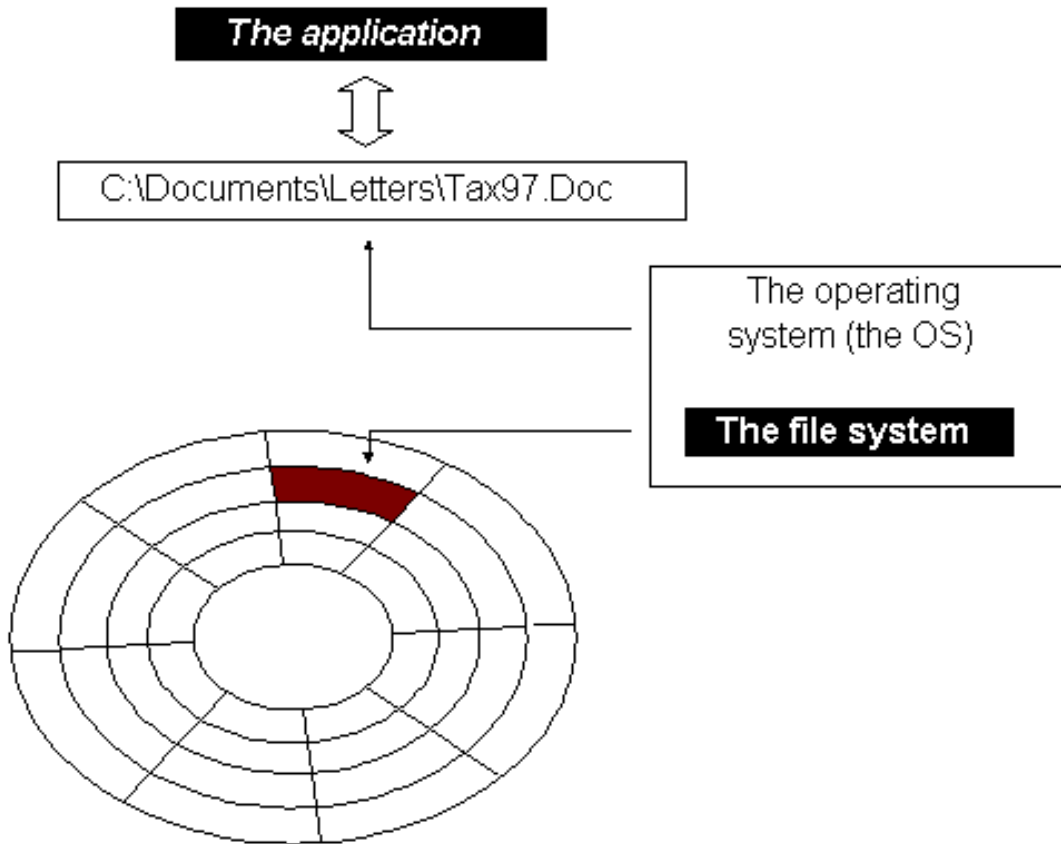 The application
C:\Documents\Letters\Tax97.Doc
The operating
system (the OS)
The file system